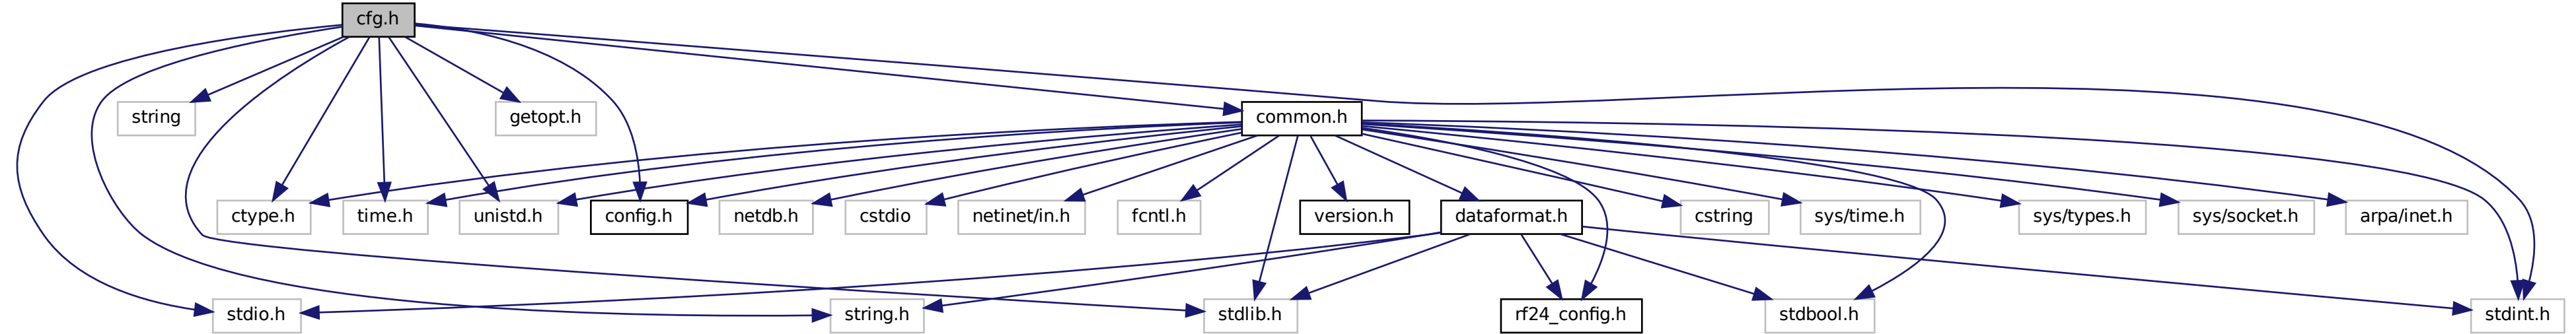 cfg.h
string
getopt.h
common.h
ctype.h
time.h
unistd.h
config.h
netdb.h
cstdio
netinet/in.h
fcntl.h
version.h
dataformat.h
cstring
sys/time.h
sys/types.h
sys/socket.h
arpa/inet.h
stdio.h
string.h
stdlib.h
rf24_config.h
stdbool.h
stdint.h